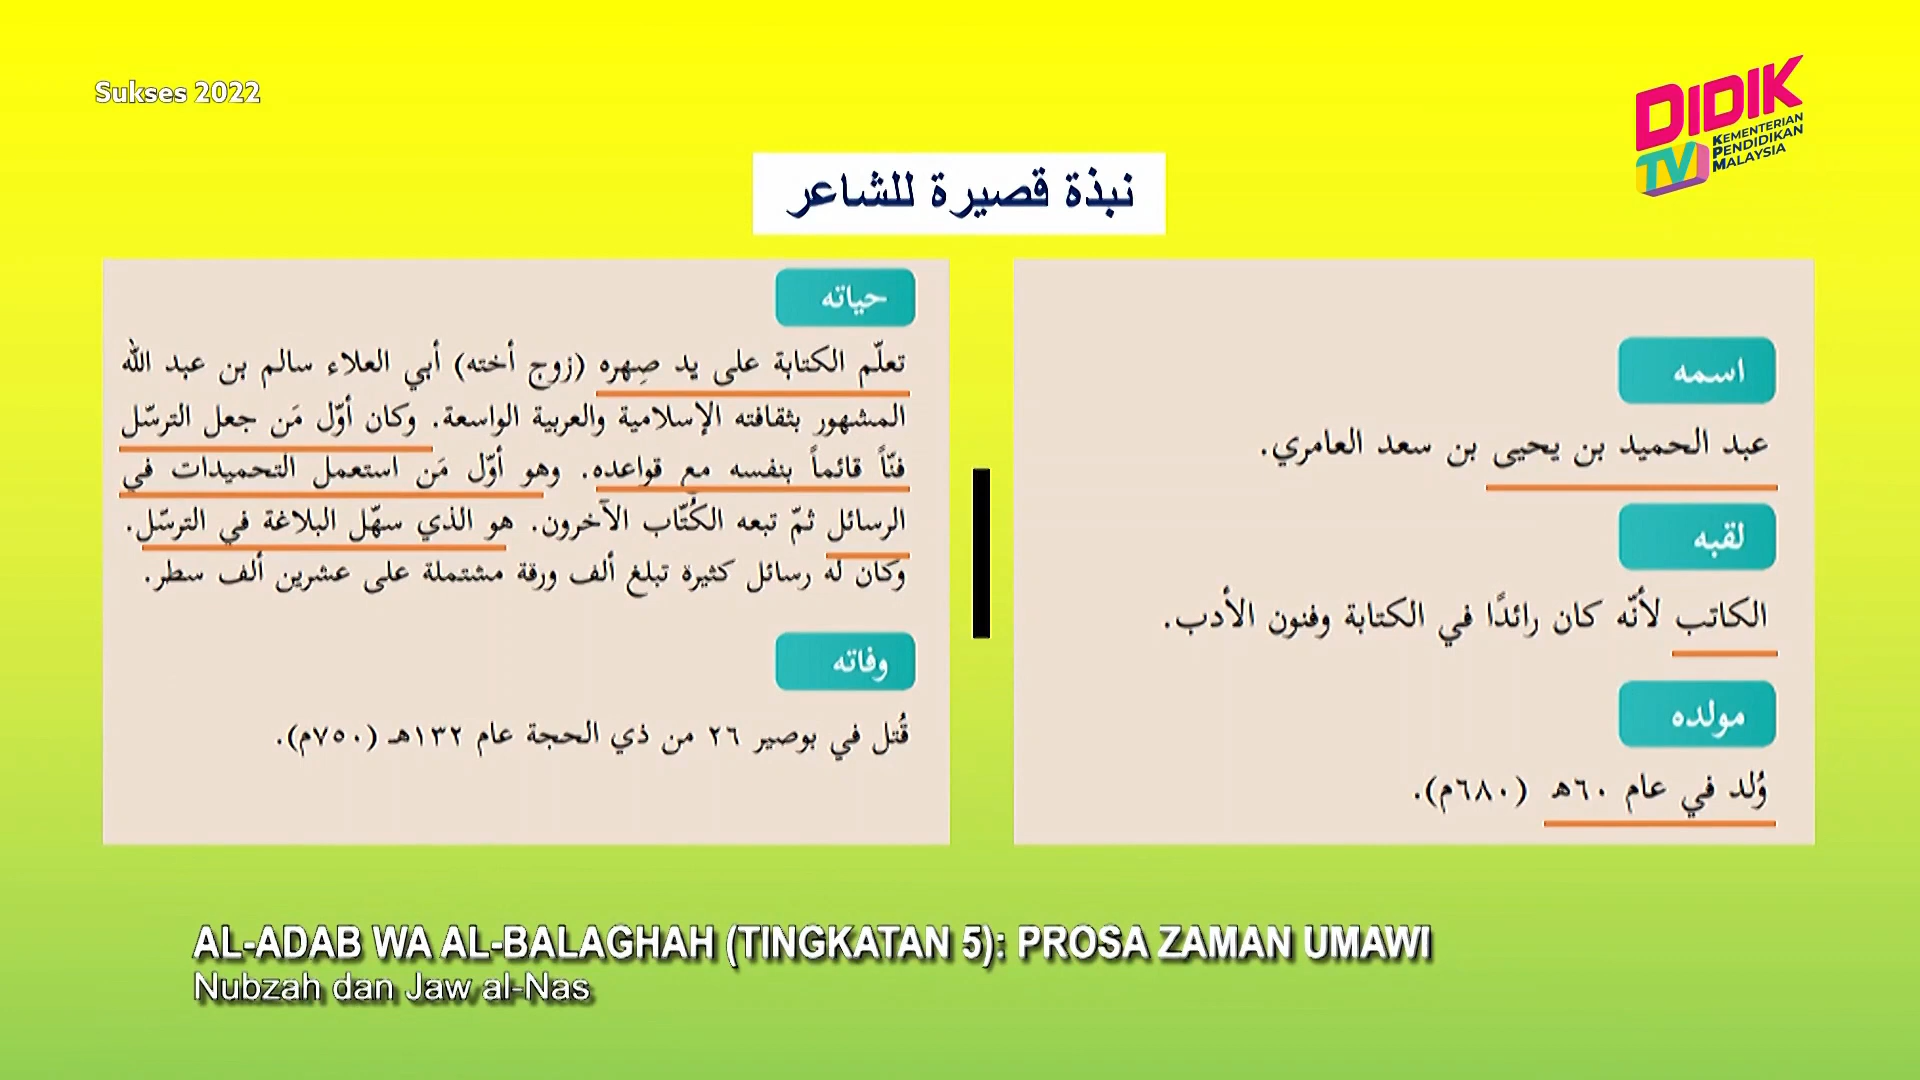 Sukses 2022
DIDIK
TV
KEMENTERIAN
PENDIDIKAN
MALAYSIA
نبذة قصيرة للشاعر
اسمه
عبد الحميد بن يحيى بن سعد العامري.
لقبه
الكاتب لأنّه كان رائدًا في الكتابة وفنون الأدب.
مولده
وُلد في عام ٦٠هـ (٦٨٠م).
حياته
تعلّم الكتابة على يد صِهره (زوج أخته) أبي العلاء سالم بن عبد الله
المشهور بثقافته الإسلامية والعربية الواسعة. وكان أوّل مَن جعل الترسّل
فنّاً قائماً بنفسه مع قواعده. وهو أوّل مَن استعمل التحميدات في
الرسائل ثمّ تبعه الكُتّاب الآخرون. هو الذي سهّل البلاغة في الترسّل.
وكان له رسائل كثيرة تبلغ ألف ورقة مشتملة على عشرين ألف سطر.
وفاته
قُتل في بوصير ٢٦ من ذي الحجة عام ١٣٢هـ (٧٥٠م).
AL-ADAB WA AL-BALAGHAH (TINGKATAN 5): PROSA ZAMAN UMAWI
Nubzah dan Jaw al-Nas